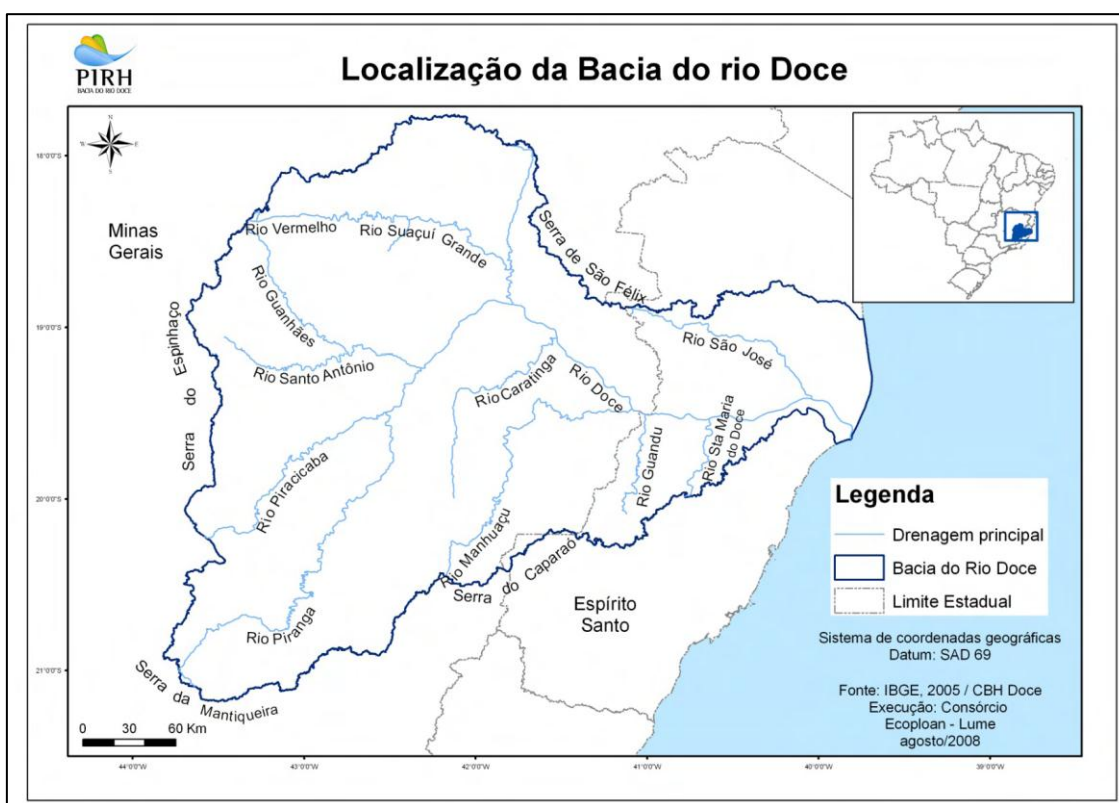 PIRH
BACIA DO RIO DOCE
Localização da Bacia do rio Doce
N
W
E
S
18°0'0"S
Minas
Gerais
Rio Vermelho
Rio Suaçuí Grande
Serra de São Félix
Rio Guanhães
19°0'0"S
Serra do Espinhaço
Rio Santo Antônio
Rio Caratinga
Rio Doce
Rio São José
Rio Piracicaba
Rio Guandu
Rio Sta Maria
do Doce
20°0'0"S
Rio Manhuaçu
Serra do Caparaó
Espírito
Santo
Rio Piranga
21°0'0"S
Serra da Mantiqueira
0 30 60 Km
Legenda
Drenagem principal
Bacia do Rio Doce
Limite Estadual
Sistema de coordenadas geográficas
Datum: SAD 69
Fonte: IBGE, 2005 / CBH Doce
Execução: Consórcio
Ecoploan - Lume
agosto/2008
44°0'0"W 43°0'0"W 42°0'0"W 41°0'0"W 40°0'0"W 39°0'0"W